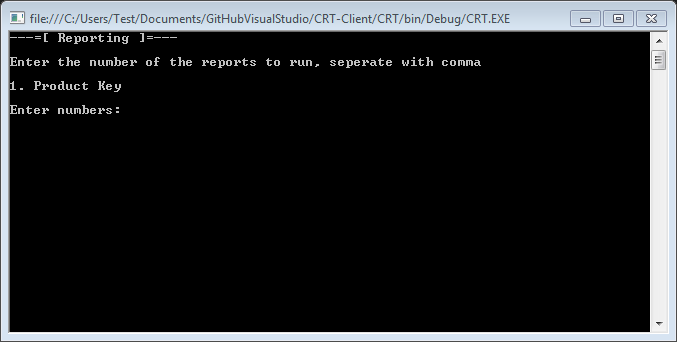 file:///C:/Users/Test/Documents/GitHubVisualStudio/CRT-Client/CRT/bin/Debug/CRT.EXE
---=[ Reporting ]=---
Enter the number of the reports to run, seperate with comma
1. Product Key
Enter numbers: